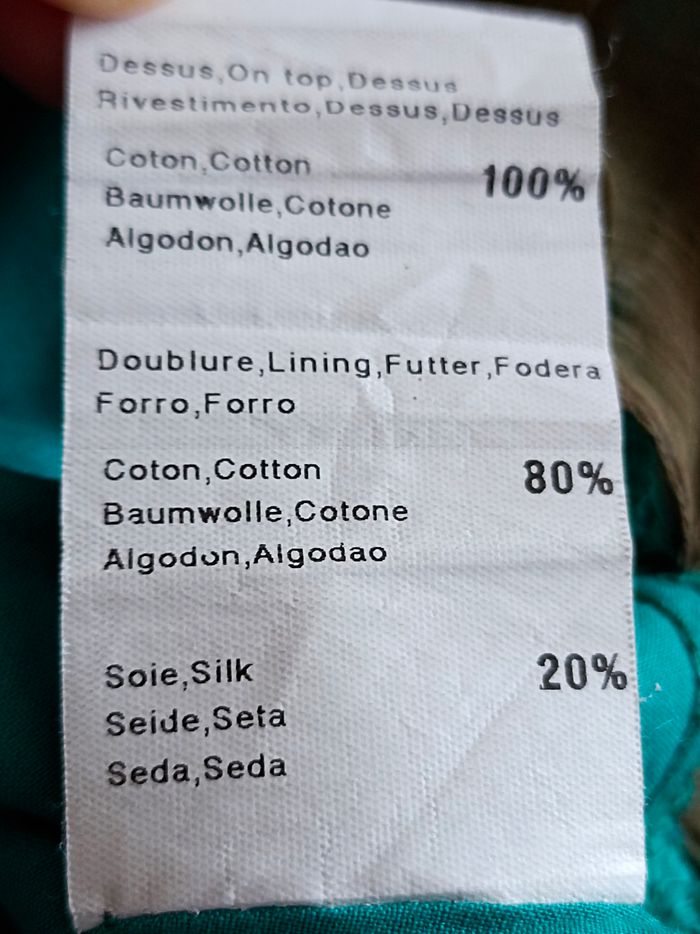 Dessus,On top,Dessus
Rivestimento,Dessus,Dessus
Coton,Cotton
100%
Baumwolle,Cotone
Algodon,Algodao
Doublure,Lining,Futter,Fodera
Forro,Forro
Coton,Cotton
80%
Baumwolle,Cotone
Algodon,Algodao
Soie,Silk
20%
Seide,Seta
Seda,Seda